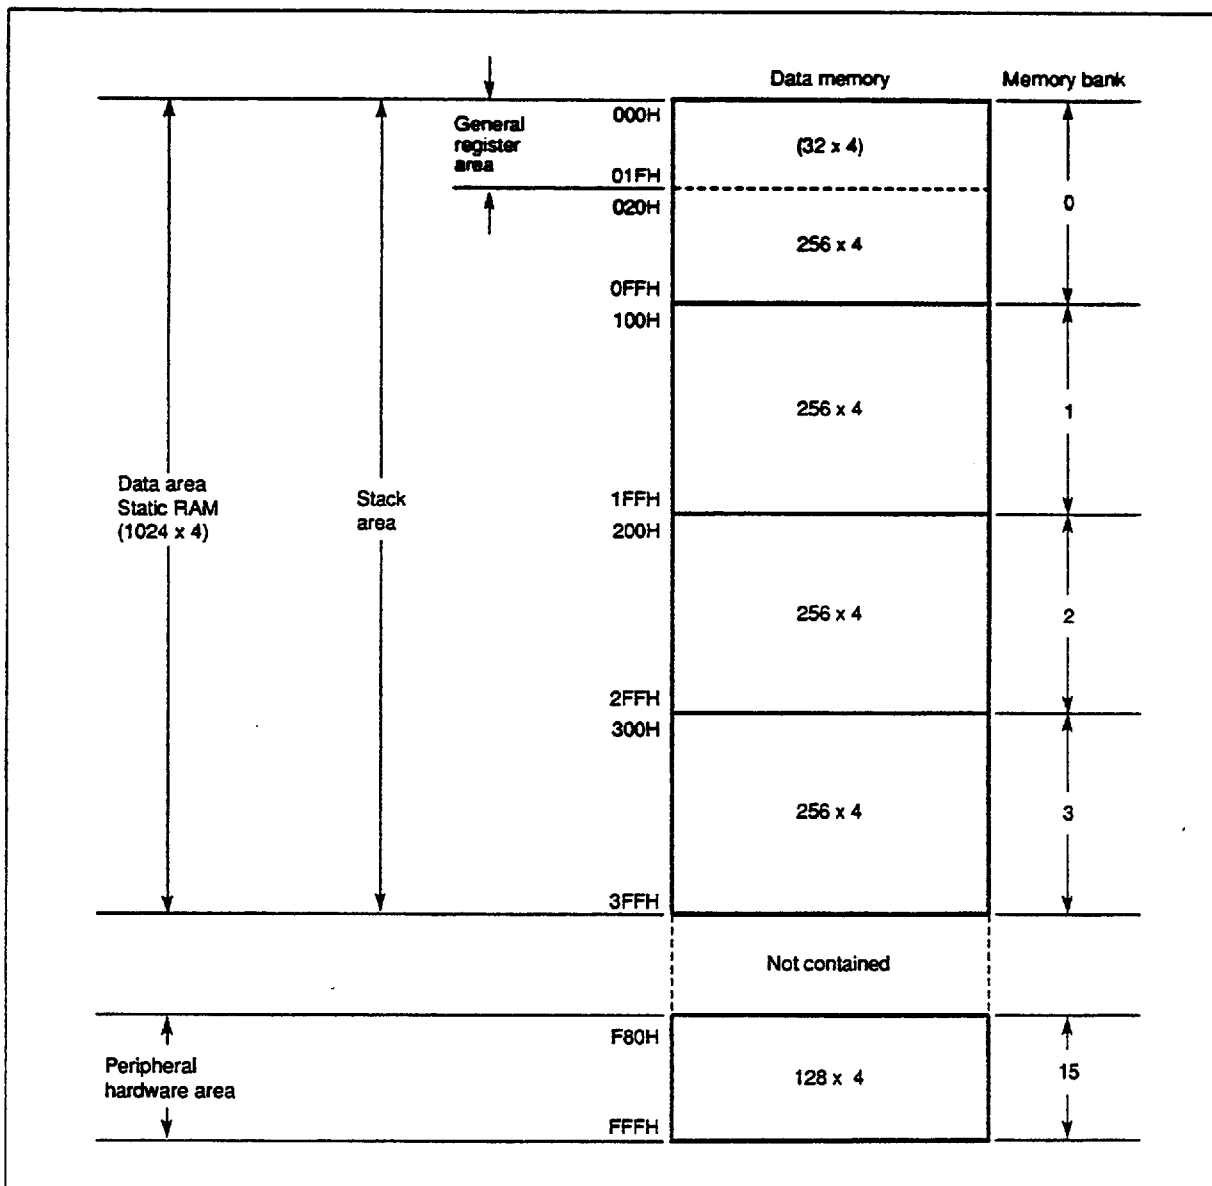 Data memory
Memory bank
General
register
area
000H
(32 x 4)
01FH
020H
0
256 x 4
0FFH
100H
256 x 4
1
Data area
Static RAM
(1024 x 4)
Stack
area
1FFH
200H
256 x 4
2
2FFH
300H
256 x 4
3
3FFH
Not contained
Peripheral
hardware area
F80H
128 x 4
15
FFFH